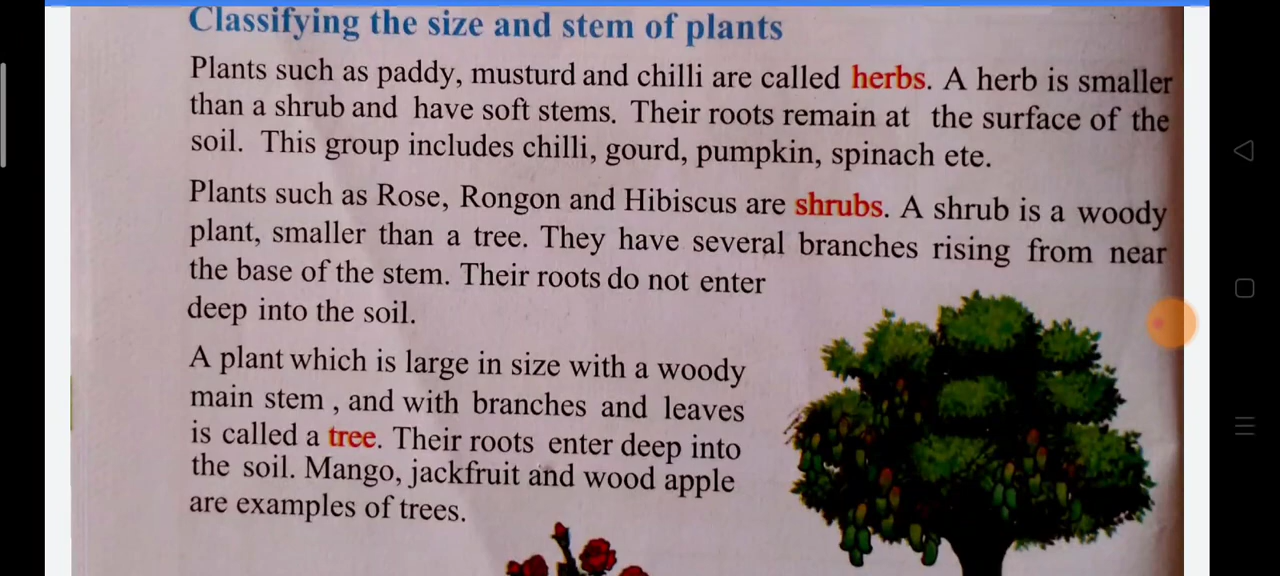 Classifying the size and stem of plants
Plants such as paddy, musturd and chilli are called herbs. A herb is smaller
than a shrub and have soft stems. Their roots remain at the surface of the
soil. This group includes chilli, gourd, pumpkin, spinach ete.
Plants such as Rose, Rongon and Hibiscus are shrubs. A shrub is a woody
plant, smaller than a tree. They have several branches rising from near
the base of the stem. Their roots do not enter
deep into the soil.
A plant which is large in size with a woody
main stem , and with branches and leaves
is called a tree. Their roots enter deep into
the soil. Mango, jackfruit and wood apple
are examples of trees.